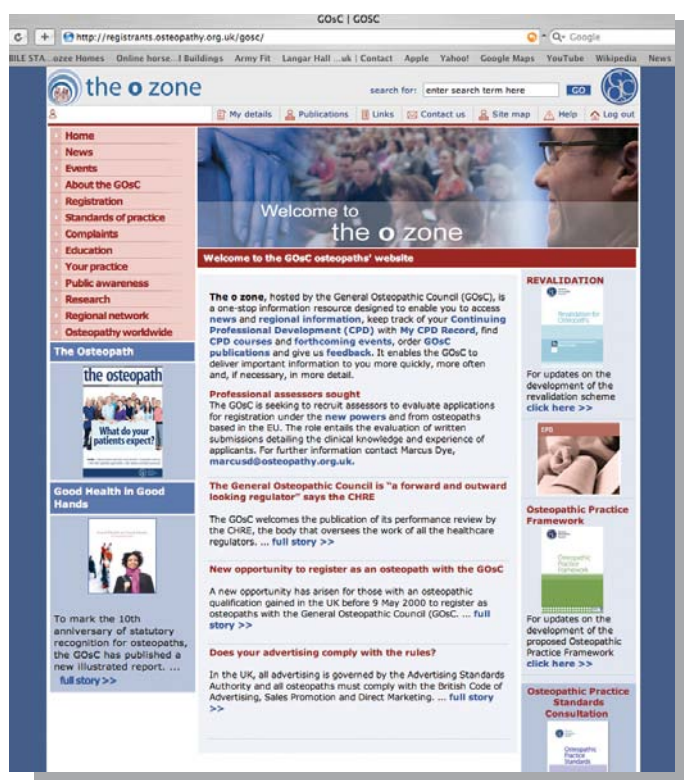 GOsC | GOSC
http://registrants.osteopathy.org.uk/gosc/
Q- Google
BILE STA...ozee Homes Online horse...l Buildings Army Fit Langar Hall ...uk | Contact Apple Yahoo! Google Maps YouTube Wikipedia News
the o zone
search for: enter search term here GO
My details Publications Links Contact us Site map Help Log out
Home
News
Events
About the GOsC
Registration
Standards of practice
Complaints
Education
Your practice
Public awareness
Research
Regional network
Osteopathy worldwide
The Osteopath
the osteopath
What do your
patients expect?
Good Health in Good
Hands
To mark the 10th
anniversary of statutory
recognition for osteopaths,
the GOsC has published a
new illustrated report. ...
full story >>
Welcome to
the o zone
Welcome to the GOsC osteopaths' website
The o zone, hosted by the General Osteopathic Council (GOsC), is
a one-stop information resource designed to enable you to access
news and regional information, keep track of your Continuing
Professional Development (CPD) with My CPD Record, find
CPD courses and forthcoming events, order GOsC
publications and give us feedback. It enables the GOsC to
deliver important information to you more quickly, more often
and, if necessary, in more detail.
Professional assessors sought
The GOsC is seeking to recruit assessors to evaluate applications
for registration under the new powers and from osteopaths
based in the EU. The role entails the evaluation of written
submissions detailing the clinical knowledge and experience of
applicants. For further information contact Marcus Dye,
marcusd@osteopathy.org.uk.
The General Osteopathic Council is "a forward and outward
looking regulator" says the CHRE
The GOsC welcomes the publication of its performance review by
the CHRE, the body that oversees the work of all the healthcare
regulators. ... full story >>
New opportunity to register as an osteopath with the GOsC
A new opportunity has arisen for those with an osteopathic
qualification gained in the UK before 9 May 2000 to register as
osteopaths with the General Osteopathic Council (GOsC. ... full
story >>
Does your advertising comply with the rules?
In the UK, all advertising is governed by the Advertising Standards
Authority and all osteopaths must comply with the British Code of
Advertising, Sales Promotion and Direct Marketing. ... full story
>>
REVALIDATION
Revalidation for
Osteopathy
For updates on the
development of the
revalidation scheme
click here >>
CPD
Osteopathic Practice
Framework
Osteopathic
Practice
Framework
For updates on the
development of the
proposed Osteopathic
Practice Framework
click here >>
Osteopathic Practice
Standards
Consultation
Osteopathic
Practice
Standards